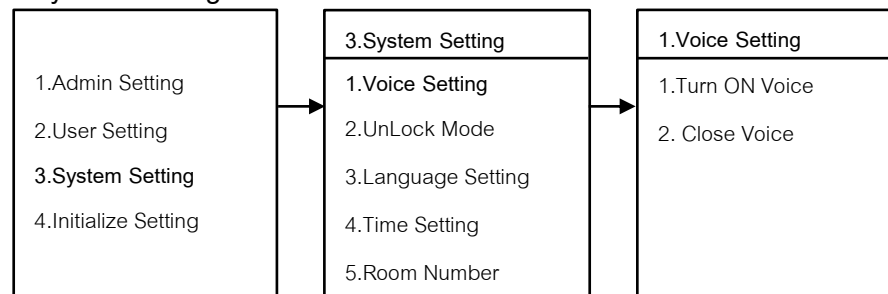 1.Admin Setting
2.User Setting
3.System Setting
4.Initialize Setting
3.System Setting
1.Voice Setting
2.UnLock Mode
3.Language Setting
4.Time Setting
5.Room Number
1.Voice Setting
1.Turn ON Voice
2. Close Voice